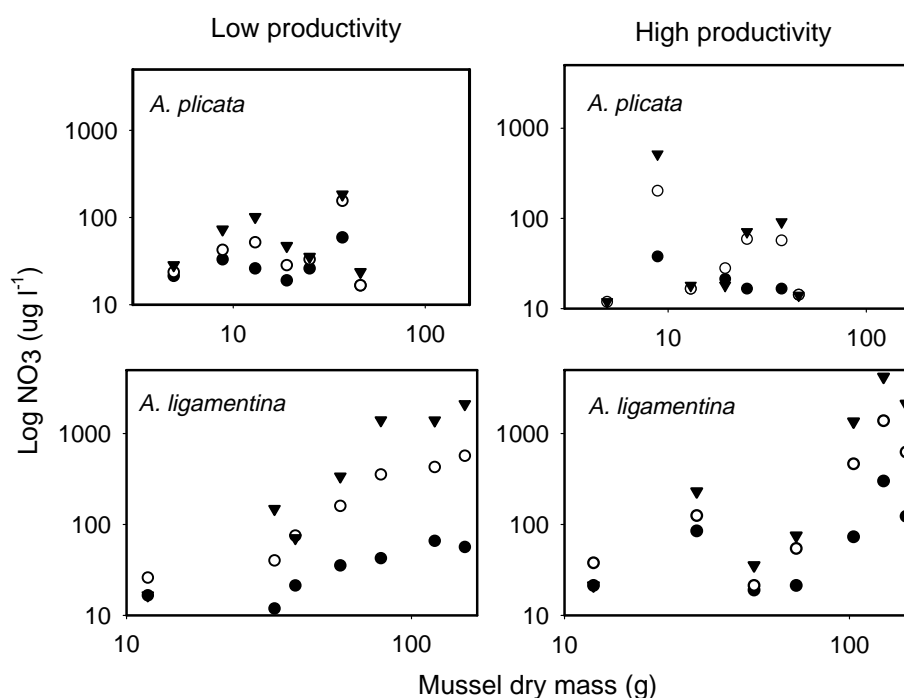 Low productivity
High productivity
A. plicata
A. plicata
1000
1000
100
100
10
10
10
100
10
100
Log NO3 (ug l-1)
A. ligamentina
A. ligamentina
1000
1000
100
100
10
10
10
100
10
100
Mussel dry mass (g)